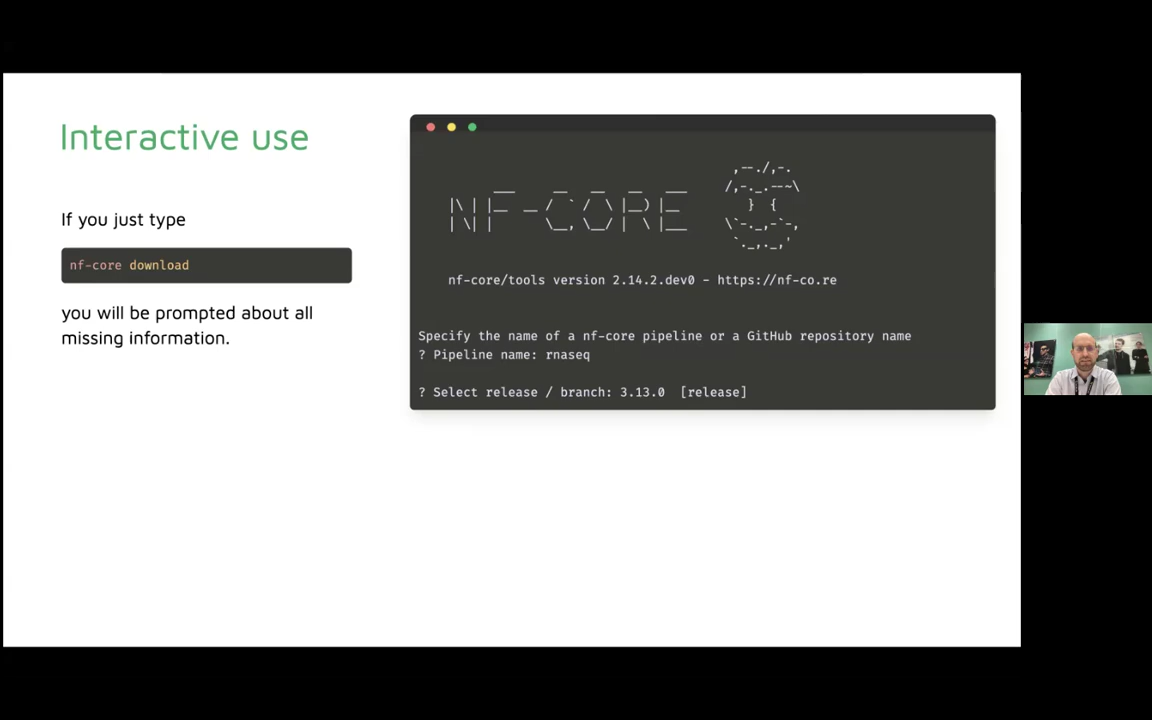 Interactive use
If you just type
nf-core download
you will be prompted about all
missing information.
NF-CORE
nf-core/tools version 2.14.2.dev0 - https://nf-co.re
Specify the name of a nf-core pipeline or a GitHub repository name
? Pipeline name: rnaseq
? Select release / branch: 3.13.0  [release]